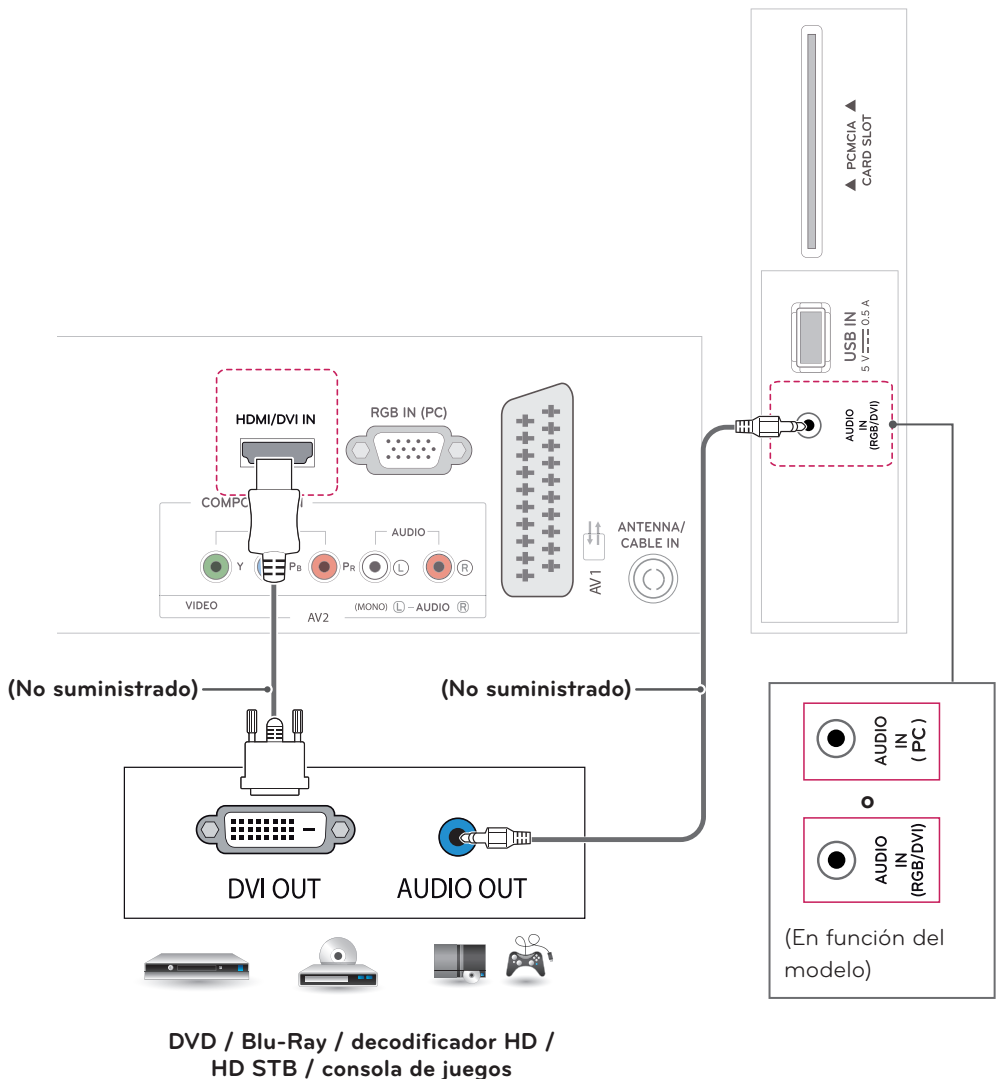 ▲ PCMCIA ▲
CARD SLOT
USB IN
5 V 0.5 A
AUDIO
IN
(RGB/DVI)
HDMI/DVI IN
RGB IN (PC)
AUDIO
Y
PB
PR
L
R
VIDEO
(MONO) L - AUDIO R
AV2
AV1
ANTENNA/
CABLE IN
(No suministrado)
(No suministrado)
DVI OUT
AUDIO OUT
AUDIO
IN
(PC)
o
AUDIO
IN
(RGB/DVI)
(En función del
modelo)
DVD / Blu-Ray / decodificador HD /
HD STB / consola de juegos